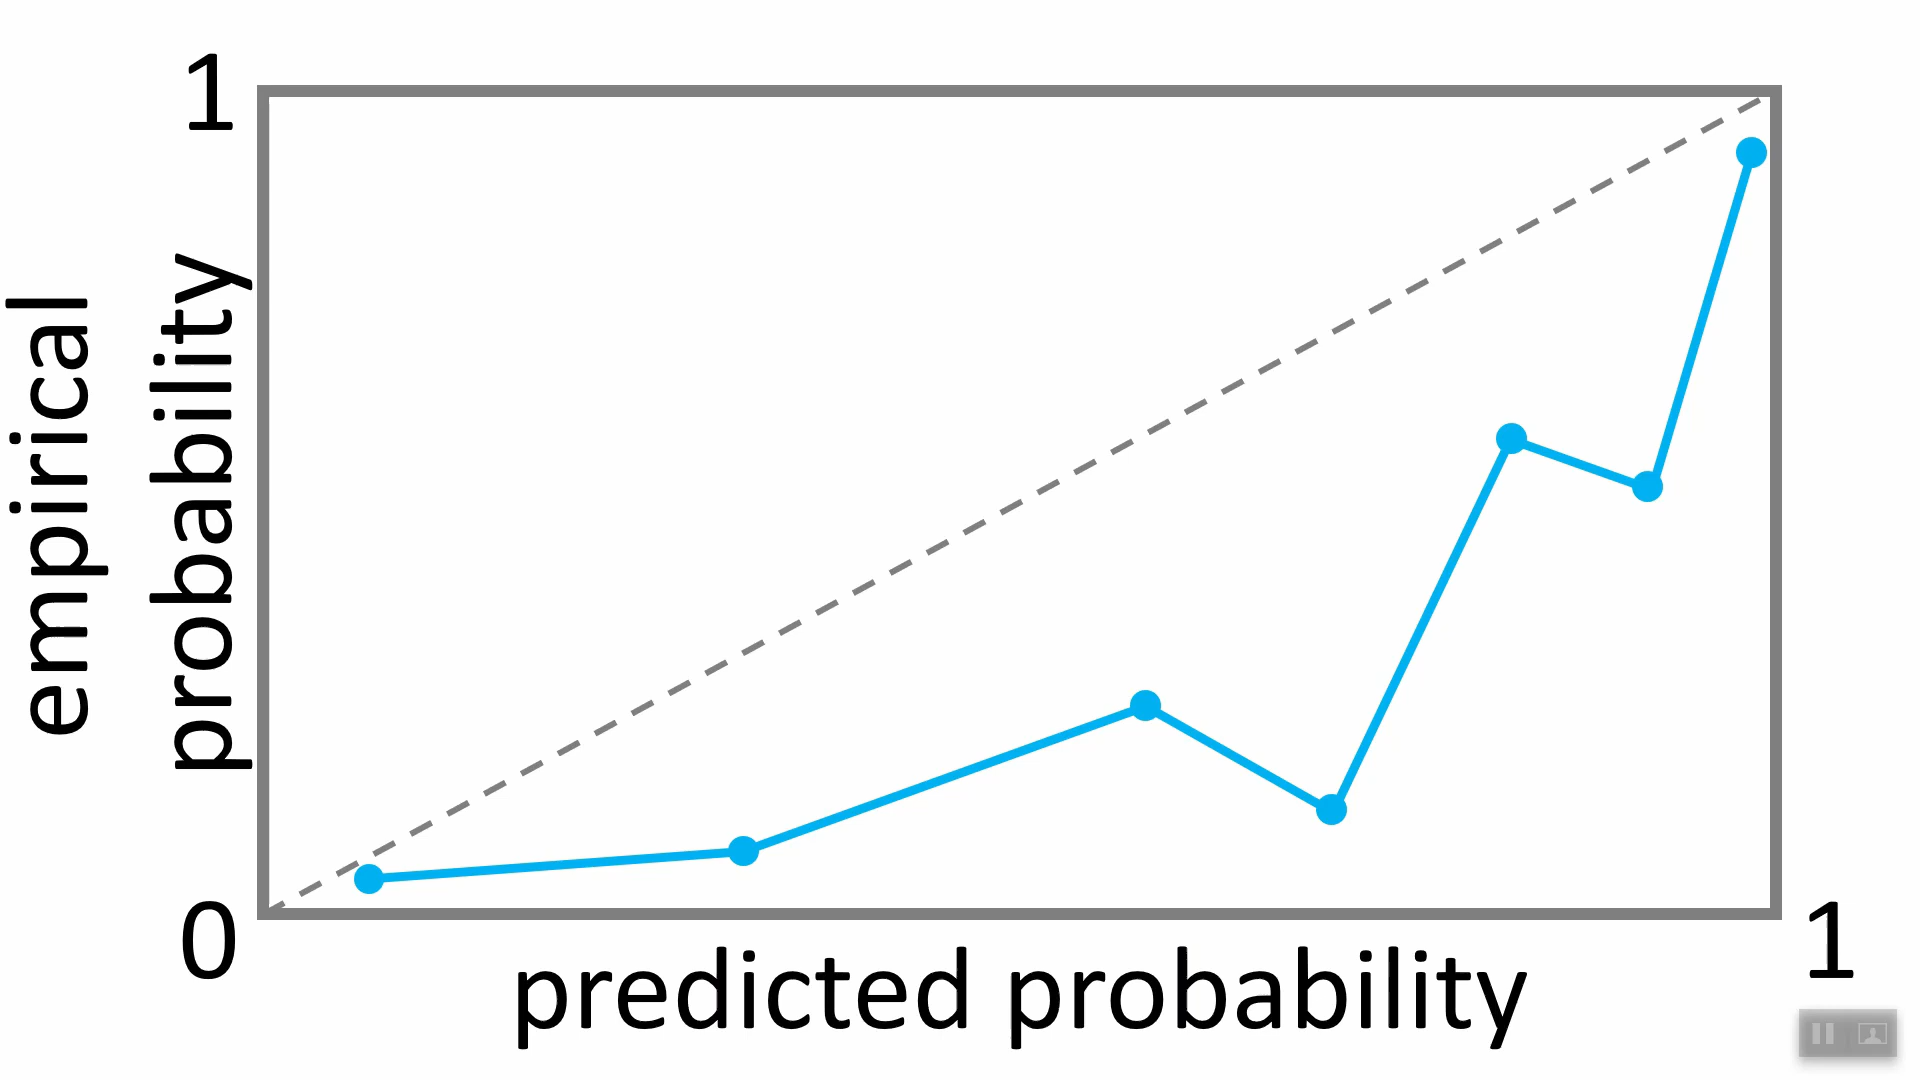 1
empirical
probability
0
1
predicted probability